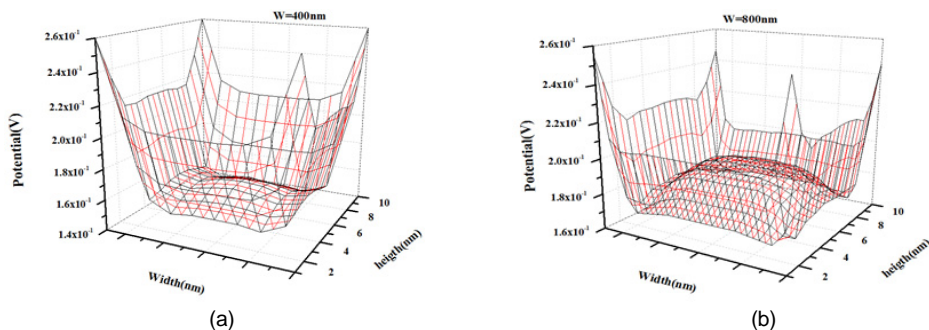 W=400nm
2.6x10⁻¹
2.4x10⁻¹
2.2x10⁻¹
2.0x10⁻¹
1.8x10⁻¹
1.6x10⁻¹
1.4x10⁻¹
Potential(V)
Width(nm)
2
4
6
8
10
heigth(nm)
(a)
W=800nm
2.6x10⁻¹
2.4x10⁻¹
2.2x10⁻¹
2.0x10⁻¹
1.8x10⁻¹
1.6x10⁻¹
Potential(V)
Width(nm)
2
4
6
8
10
heigth(nm)
(b)